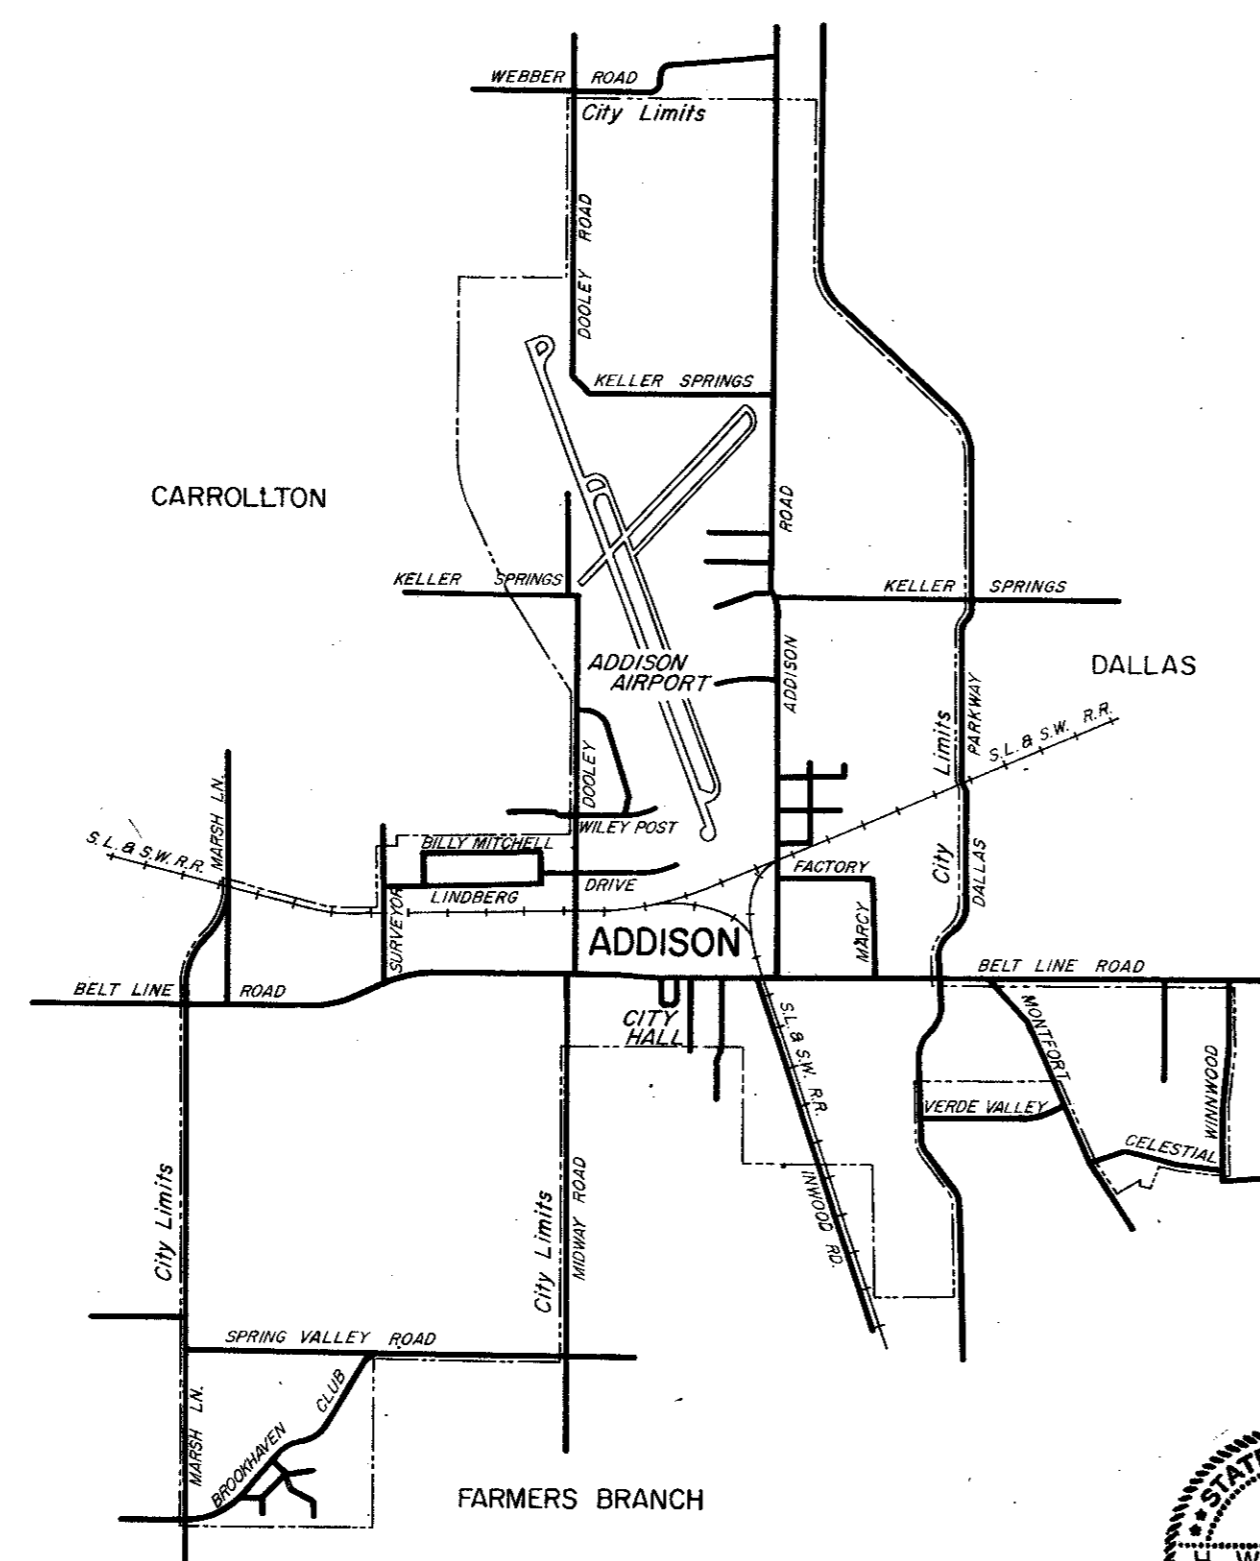 WEBBER ROAD
City Limits
DOOLEY ROAD
KELLER SPRINGS
CARROLLTON
ROAD
KELLER SPRINGS
KELLER SPRINGS
ADDISON
AIRPORT
ADDISON
DALLAS
PARKWAY
City Limits
S.L. & S.W. R.R.
DOOLEY
MARSH LN.
S.L. & S.W. R.R.
WILEY POST
BILLY MITCHELL
DRIVE
LINDBERG
FACTORY
DALLAS
SURVEYOR
ADDISON
MARCY
BELT LINE ROAD
BELT LINE ROAD
CITY
HALL
S.L. & S.W. R.R.
MONTFORT
WINNWOOD
VERDE VALLEY
CELESTIAL
City Limits
City Limits
MIDWAY ROAD
INWOOD RD.
SPRING VALLEY ROAD
MARSH LN.
BROOKHAVEN CLUB
FARMERS BRANCH